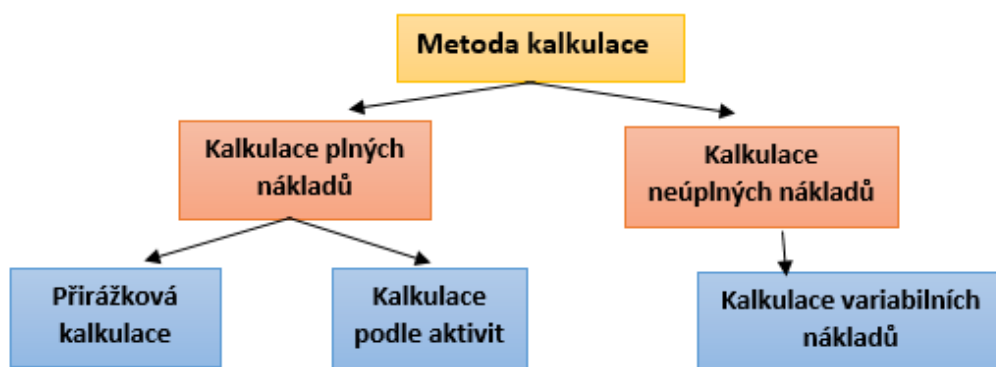 Metoda kalkulace
Kalkulace plných
nákladů
Kalkulace
neúplných nákladů
Přirážková
kalkulace
Kalkulace
podle aktivit
Kalkulace variabilních
nákladů